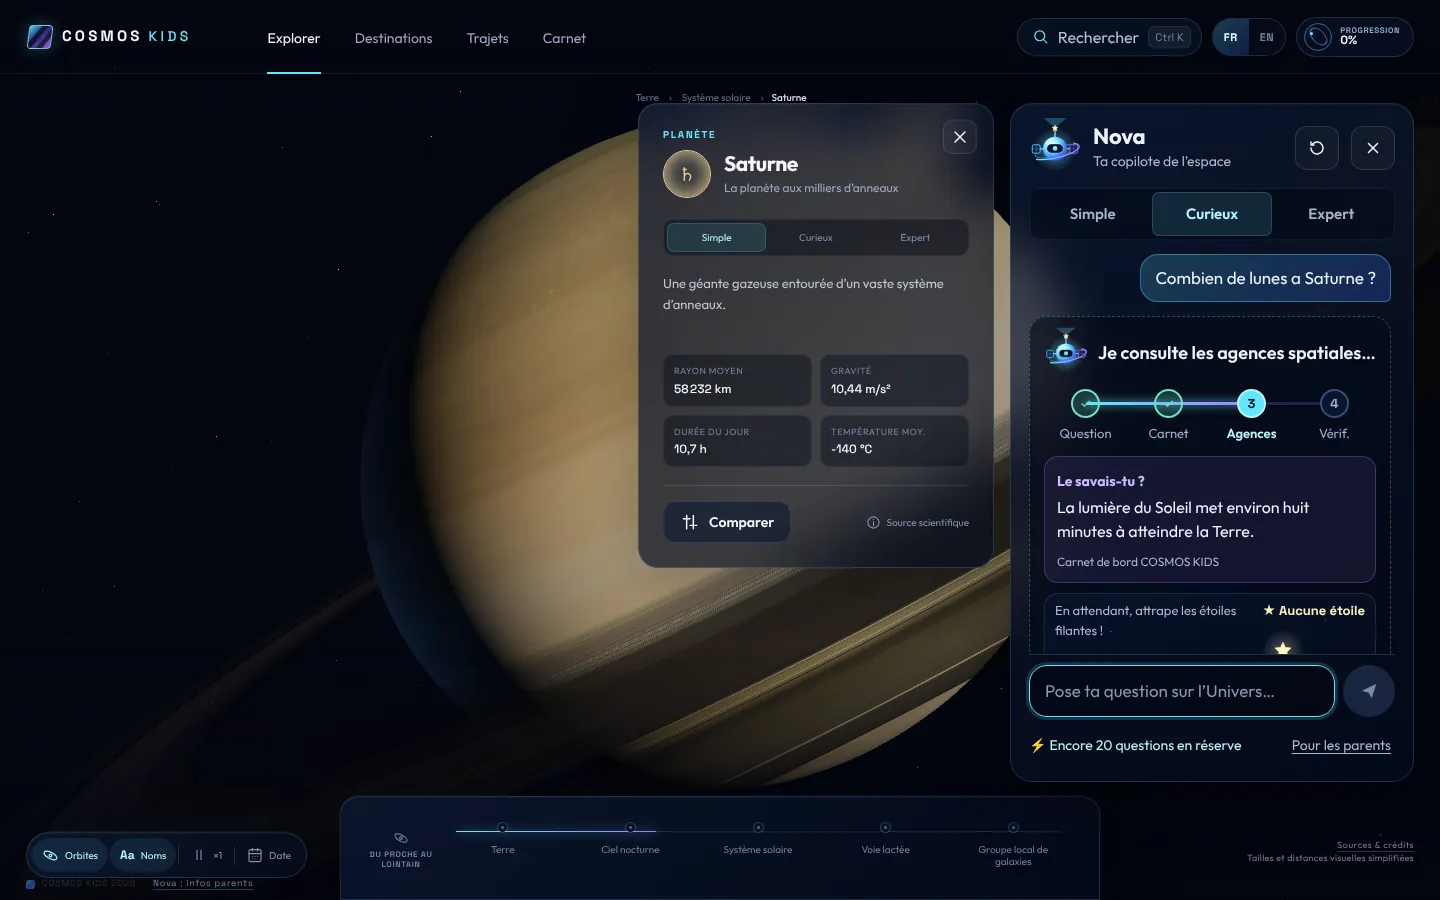 COSMOS KIDS
Explorer
Destinations
Trajets
Carnet
Rechercher
Ctrl K
FR
EN
PROGRESSION
0%
Terre › Système solaire › Saturne
PLANÈTE
Saturne
La planète aux milliers d’anneaux
Simple
Curieux
Expert
Une géante gazeuse entourée d’un vaste système
d’anneaux.
RAYON MOYEN
58 232 km
GRAVITÉ
10,44 m/s²
DURÉE DU JOUR
10,7 h
TEMPÉRATURE MOY.
-140 °C
Comparer
Source scientifique
Nova
Ta copilote de l’espace
Simple
Curieux
Expert
Combien de lunes a Saturne ?
Je consulte les agences spatiales…
3
4
Question
Carnet
Agences
Vérif.
Le savais-tu ?
La lumière du Soleil met environ huit
minutes à atteindre la Terre.
Carnet de bord COSMOS KIDS
En attendant, attrape les étoiles
filantes !
★ Aucune étoile
Pose ta question sur l’Univers…
⚡ Encore 20 questions en réserve
Pour les parents
Orbites
Aa Noms
×1
Date
COSMOS KIDS 2026
Nova : infos parents
DU PROCHE AU
LOINTAIN
Terre
Ciel nocturne
Système solaire
Voie lactée
Groupe local de
galaxies
Sources & crédits
Tailles et distances visuelles simplifiées